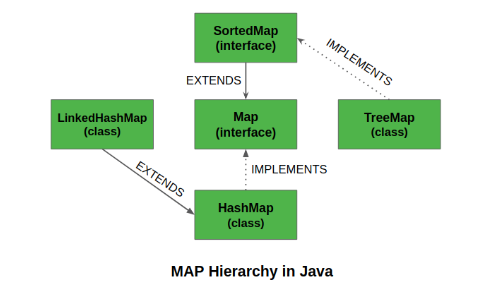 SortedMap
(interface)
IMPLEMENTS
EXTENDS
LinkedHashMap
(class)
Map
(interface)
TreeMap
(class)
EXTENDS
IMPLEMENTS
HashMap
(class)
MAP Hierarchy in Java